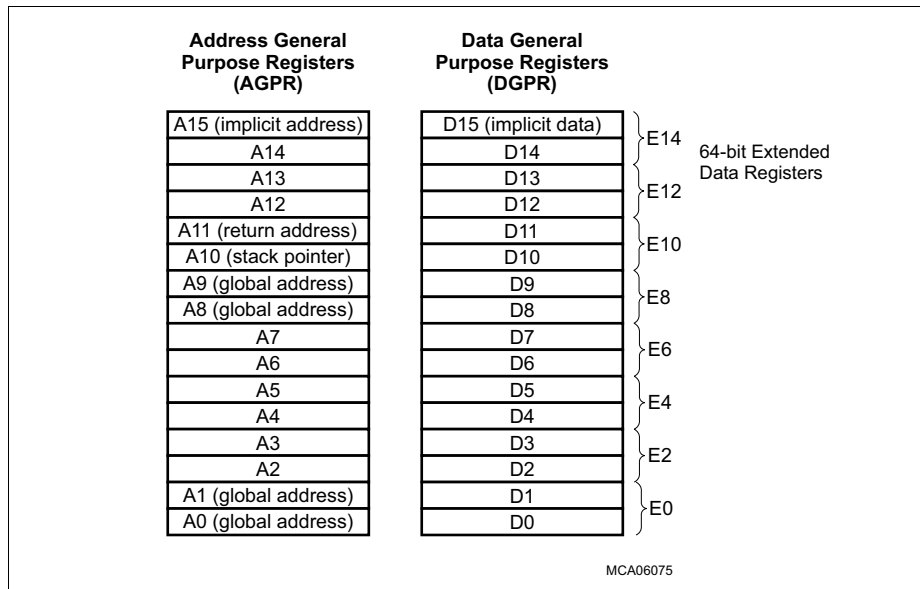 Address General
Purpose Registers
(AGPR)
Data General
Purpose Registers
(DGPR)
A15 (implicit address)
D15 (implicit data)
E14
64-bit Extended
Data Registers
A14
D14
A13
D13
E12
A12
D12
A11 (return address)
D11
E10
A10 (stack pointer)
D10
A9 (global address)
D9
E8
A8 (global address)
D8
A7
D7
E6
A6
D6
A5
D5
E4
A4
D4
A3
D3
E2
A2
D2
A1 (global address)
D1
E0
A0 (global address)
D0
MCA06075